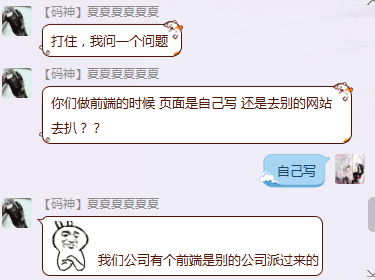 【码神】夏夏夏夏夏夏
打住，我问一个问题
【码神】夏夏夏夏夏夏
你们做前端的时候 页面是自己写 还是去别的网站
去扒？？
自己写
【码神】夏夏夏夏夏夏
我们公司有个前端是别的公司派过来的